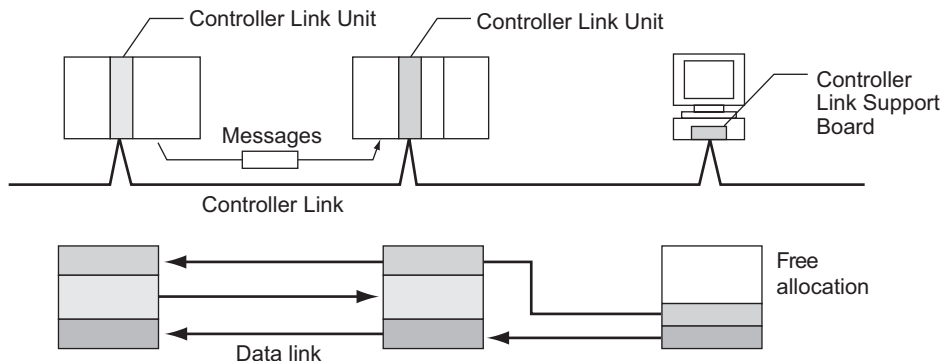 Controller Link Unit
Controller Link Unit
Controller
Link Support
Board
Messages
Controller Link
Free
allocation
Data link